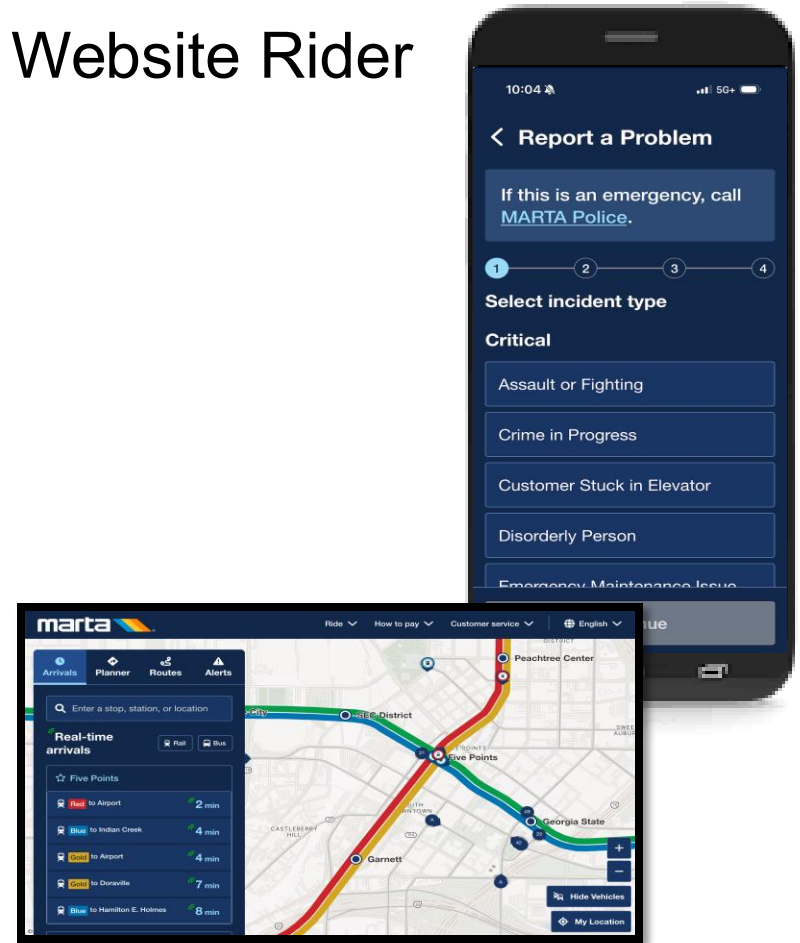 Website Rider
10:04
5G+
Report a Problem
If this is an emergency, call
MARTA Police.
1 2 3 4
Select incident type
Critical
Assault or Fighting
Crime in Progress
Customer Stuck in Elevator
Disorderly Person
Emergency Maintenance Issue
marta
Ride
How to pay
Customer service
English
Arrivals
Planner
Routes
Alerts
Enter a stop, station, or location
Real-time
arrivals
Rail
Bus
Five Points
Red to Airport 2 min
Blue to Indian Creek 4 min
Gold to Airport 4 min
Gold to Doraville 7 min
Blue to Hamilton E. Holmes 8 min
DISTRICT
Peachtree Center
SEC District
Five Points
CASTLEBERRY
HILL
Georgia State
Garnett
+
−
Hide Vehicles
My Location